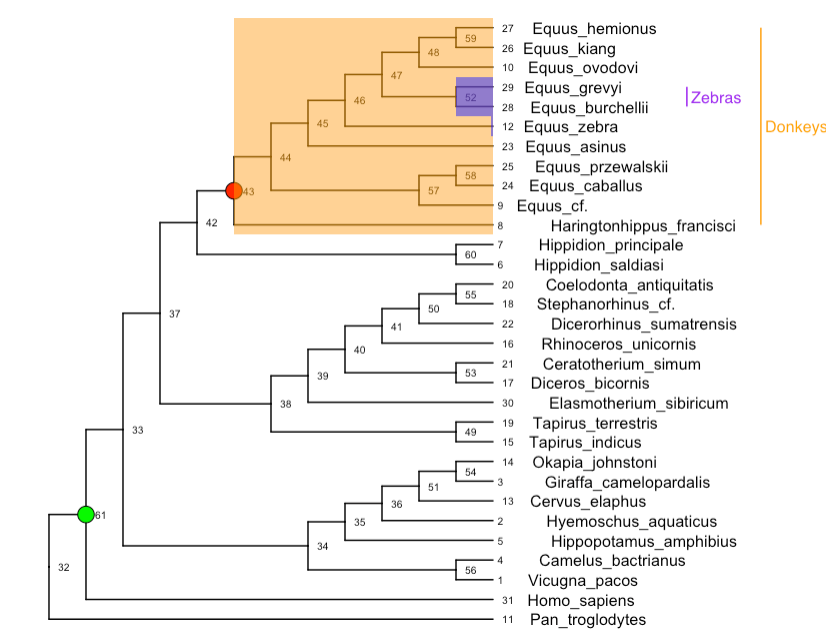 27 Equus_hemionus
59
26 Equus_kiang
48
10 Equus_ovodovi
47
29 Equus_grevyi
52 Zebras
28 Equus_burchellii
46
45
12 Equus_zebra Donkeys
23 Equus_asinus
44
25 Equus_przewalskii
58
24 Equus_caballus
43 57
9 Equus_cf.
42
8 Haringtonhippus_francisci
7 Hippidion_principale
60
6 Hippidion_saldiasi
20 Coelodonta_antiquitatis
55
18 Stephanorhinus_cf.
50
37
22 Dicerorhinus_sumatrensis
41
16 Rhinoceros_unicornis
40
21 Ceratotherium_simum
53
39
17 Diceros_bicornis
38
30 Elasmotherium_sibiricum
19 Tapirus_terrestris
33 49
15 Tapirus_indicus
14 Okapia_johnstoni
54
3 Giraffa_camelopardalis
51
13 Cervus_elaphus
36
61
35
2 Hyemoschus_aquaticus
5 Hippopotamus_amphibius
34
4 Camelus_bactrianus
32 56
1 Vicugna_pacos
31 Homo_sapiens
11 Pan_troglodytes